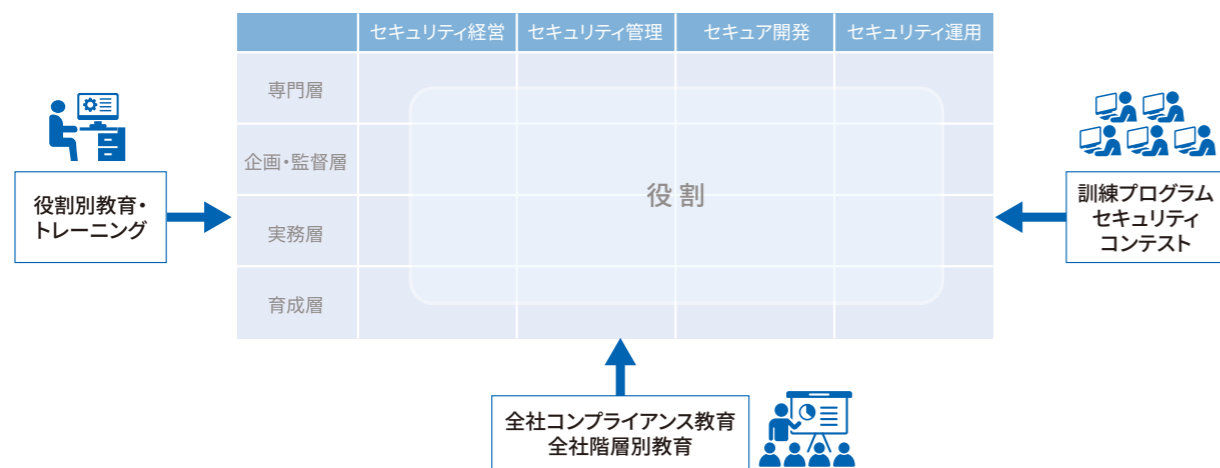 セキュリティ経営 セキュリティ管理 セキュア開発 セキュリティ運用
専門層
企画・監督層
実務層
育成層
役割
役割別教育・
トレーニング
訓練プログラム
セキュリティ
コンテスト
全社コンプライアンス教育
全社階層別教育